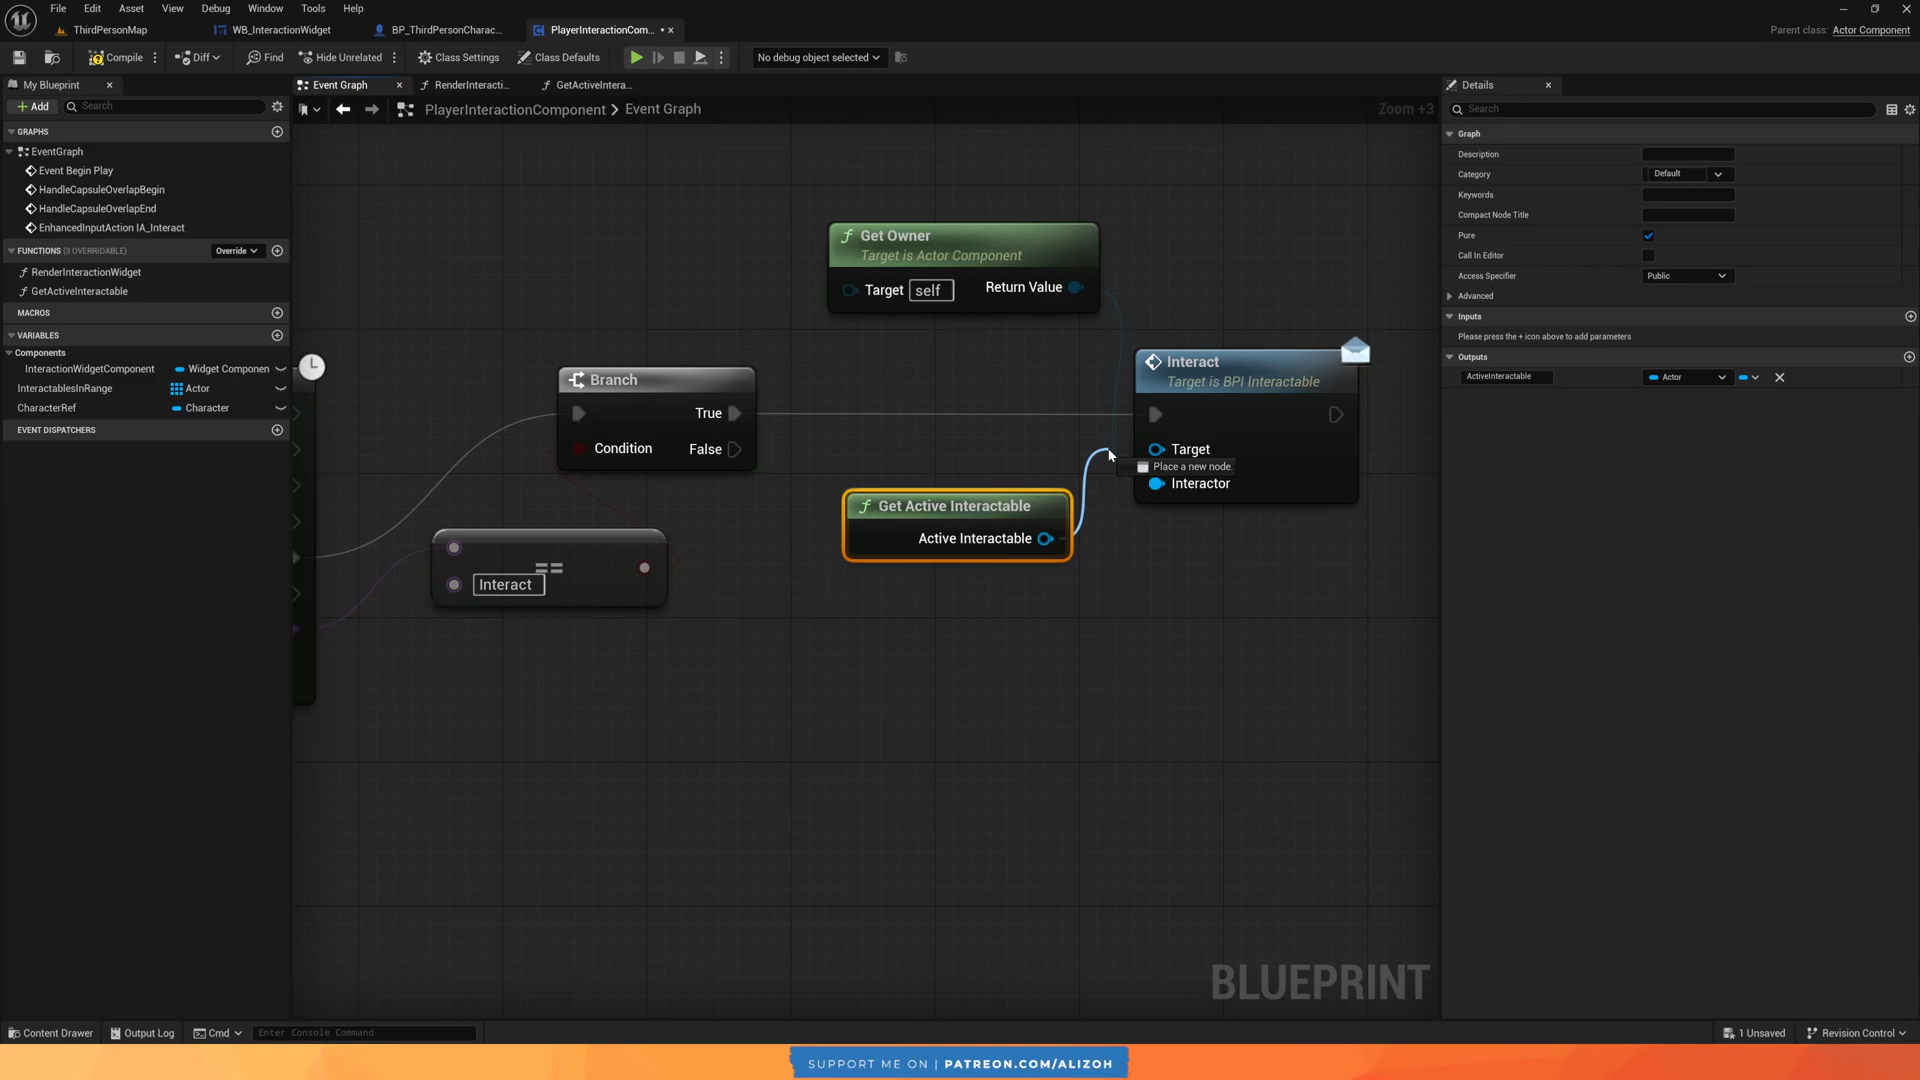 File Edit Asset View Debug Window Tools Help
ThirdPersonMap WB_InteractionWidget BP_ThirdPersonCharac... PlayerInteractionCom... •
Parent class: Actor Component
Compile Diff Find Hide Unrelated Class Settings Class Defaults No debug object selected
My Blueprint
Event Graph RenderInteracti... GetActiveIntera...
Details
Add Search
PlayerInteractionComponent > Event Graph
Zoom +3
Search
GRAPHS
EventGraph
Event Begin Play
HandleCapsuleOverlapBegin
HandleCapsuleOverlapEnd
EnhancedInputAction IA_Interact
FUNCTIONS (3 OVERRIDABLE) Override
RenderInteractionWidget
GetActiveInteractable
MACROS
VARIABLES
Components
InteractionWidgetComponent Widget Componen
InteractablesInRange Actor
CharacterRef Character
EVENT DISPATCHERS
Get Owner
Target is Actor Component
Target self Return Value
Branch
True
Condition False
Interact
Target is BPI Interactable
Target
Place a new node.
Interactor
Get Active Interactable
Active Interactable
==
Interact
BLUEPRINT
Graph
Description
Category Default
Keywords
Compact Node Title
Pure
Call In Editor
Access Specifier Public
Advanced
Inputs
Please press the + icon above to add parameters
Outputs
ActiveInteractable Actor
Content Drawer Output Log Cmd Enter Console Command
1 Unsaved Revision Control
SUPPORT ME ON | PATREON.COM/ALIZOH